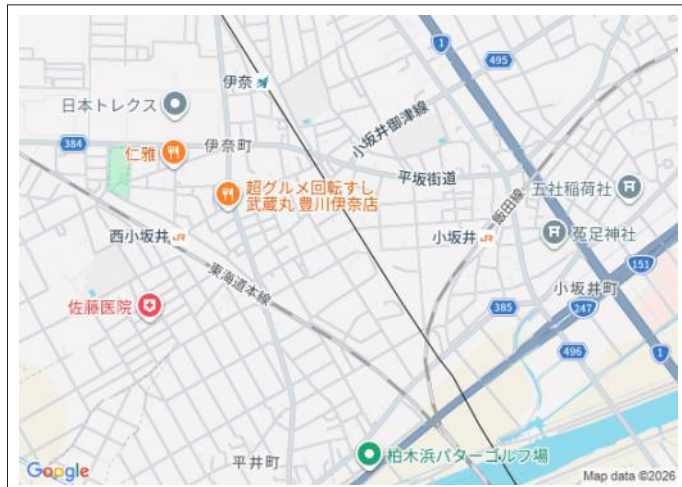 1
495
伊奈
日本トレクス
小坂井御津線
384
仁雅
伊奈町
平坂街道
超グルメ回転すし
武蔵丸 豊川伊奈店
五社稲荷社
飯田線
西小坂井 JR
小坂井 JR
菟足神社
151
東海道本線
小坂井町
佐藤医院
385
247
496
1
平井町
柏木浜パターゴルフ場
Google
Map data ©2026